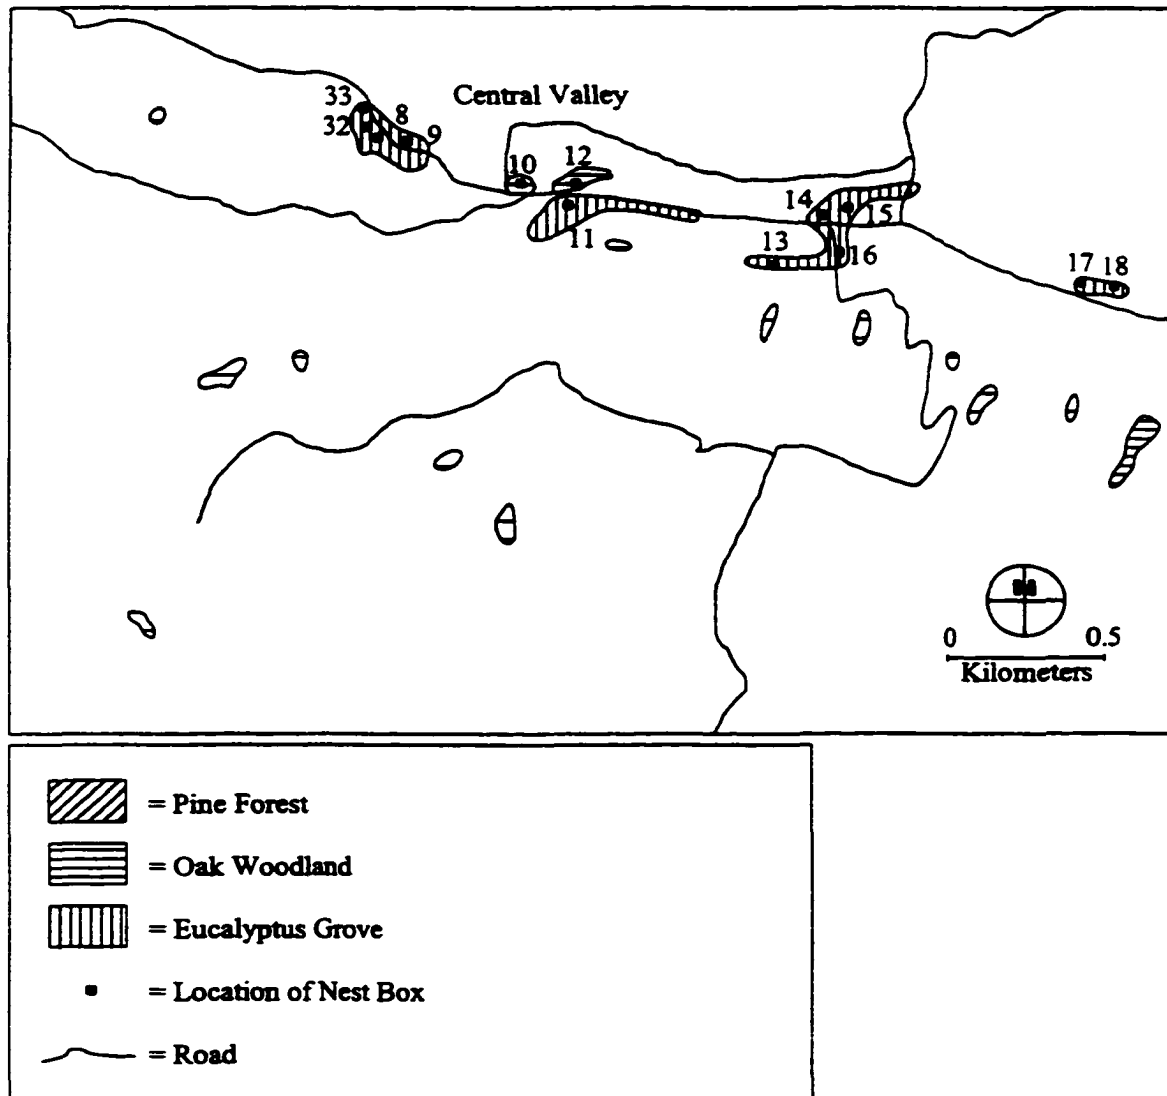 Central Valley
33
8
32
9
10
12
11
14
15
13
16
17 18
0 0.5
Kilometers
= Pine Forest
= Oak Woodland
= Eucalyptus Grove
= Location of Nest Box
= Road